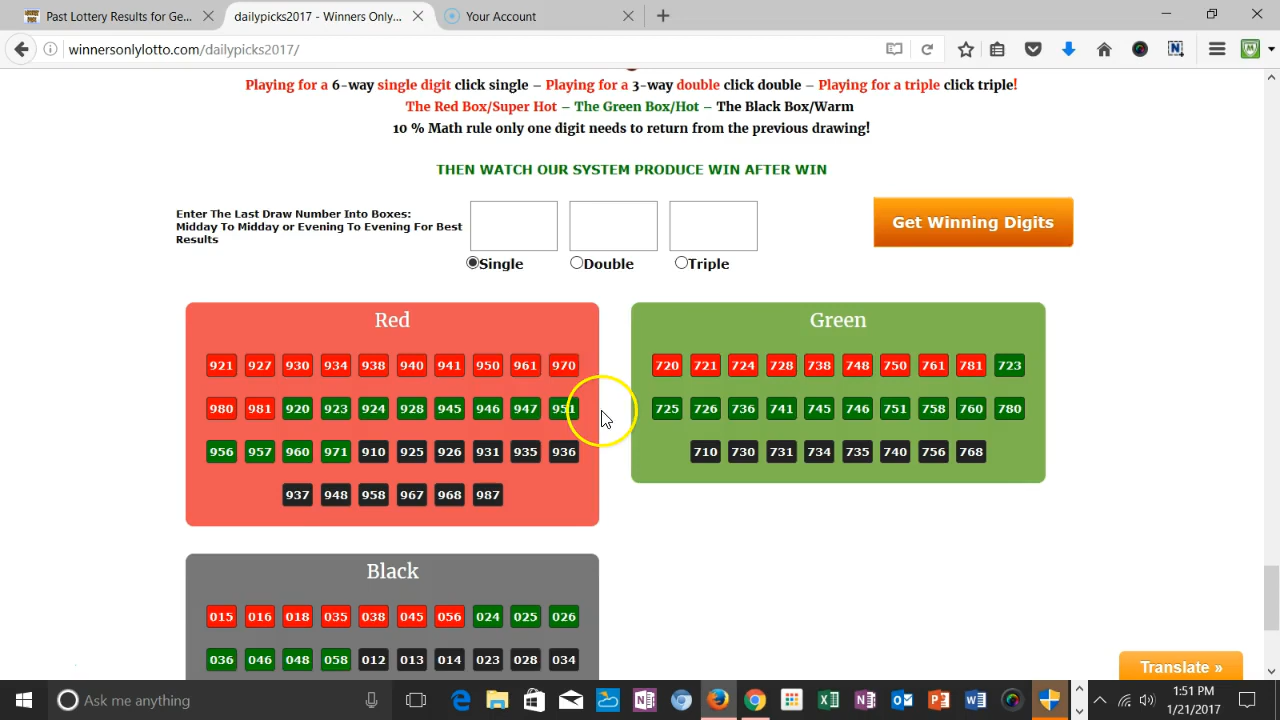 Past Lottery Results for Ge...
dailypicks2017 - Winners Only...
Your Account
winnersonlylotto.com/dailypicks2017/
Playing for a 6-way single digit click single – Playing for a 3-way double click double – Playing for a triple click triple!
The Red Box/Super Hot – The Green Box/Hot – The Black Box/Warm
10 % Math rule only one digit needs to return from the previous drawing!
THEN WATCH OUR SYSTEM PRODUCE WIN AFTER WIN
Enter The Last Draw Number Into Boxes:
Midday To Midday or Evening To Evening For Best
Results
Get Winning Digits
Single Double Triple
Red
921 927 930 934 938 940 941 950 961 970
980 981 920 923 924 928 945 946 947 951
956 957 960 971 910 925 926 931 935 936
937 948 958 967 968 987
Green
720 721 724 728 738 748 750 761 781 723
725 726 736 741 745 746 751 758 760 780
710 730 731 734 735 740 756 768
Black
015 016 018 035 038 045 056 024 025 026
036 046 048 058 012 013 014 023 028 034
Translate »
Ask me anything
1:51 PM
1/21/2017